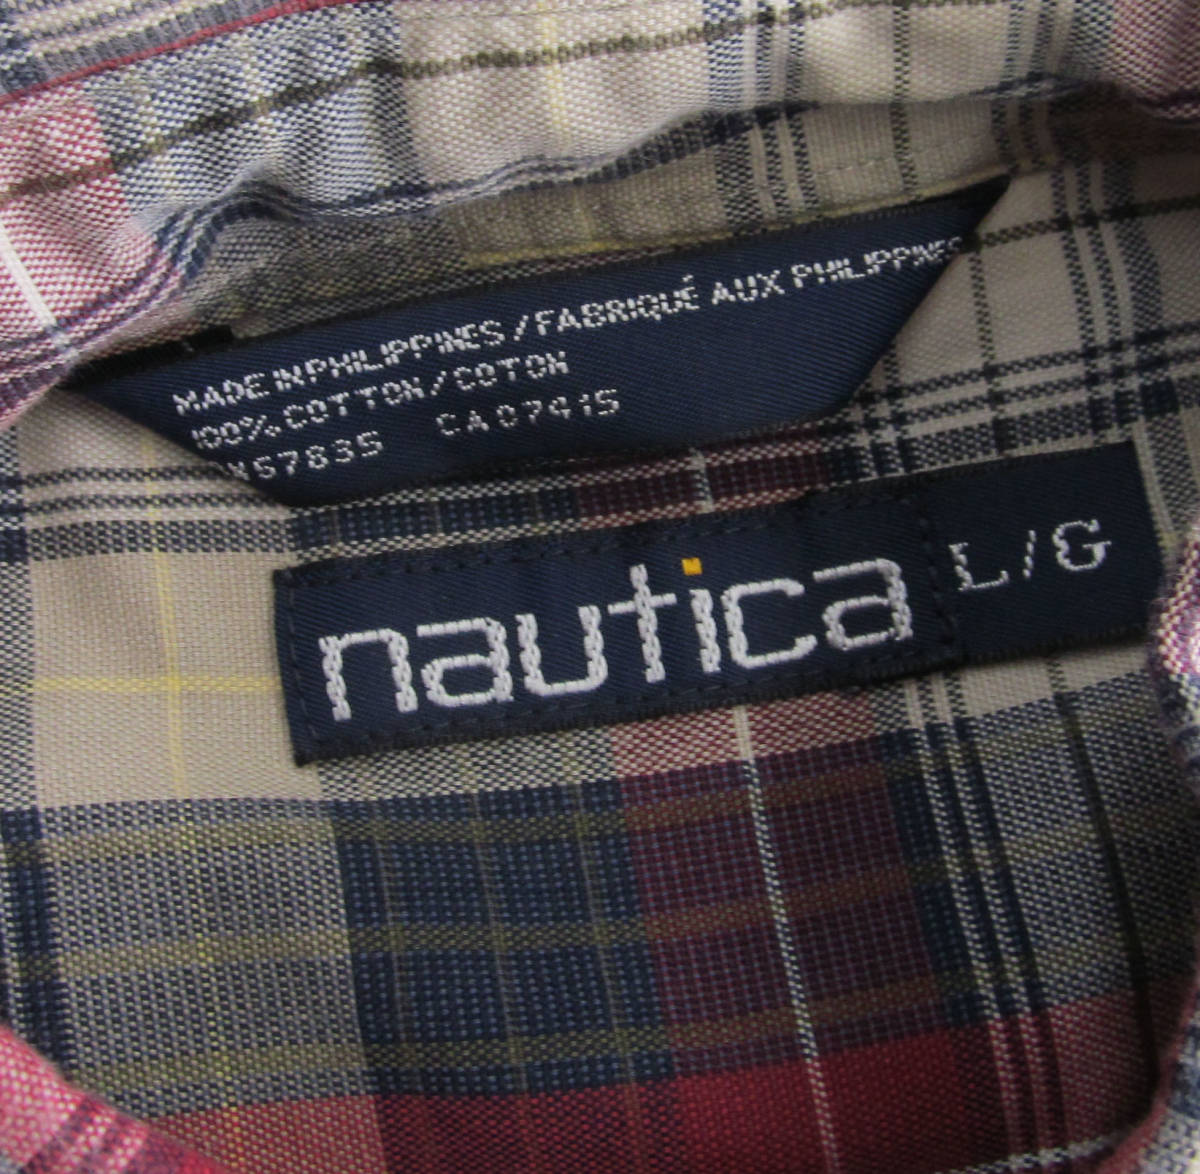 MADE IN PHILIPPINES / FABRIQUÉ AUX PHILIPPINES
100% COTTON / COTON
57835 CA07415
nautica L/G